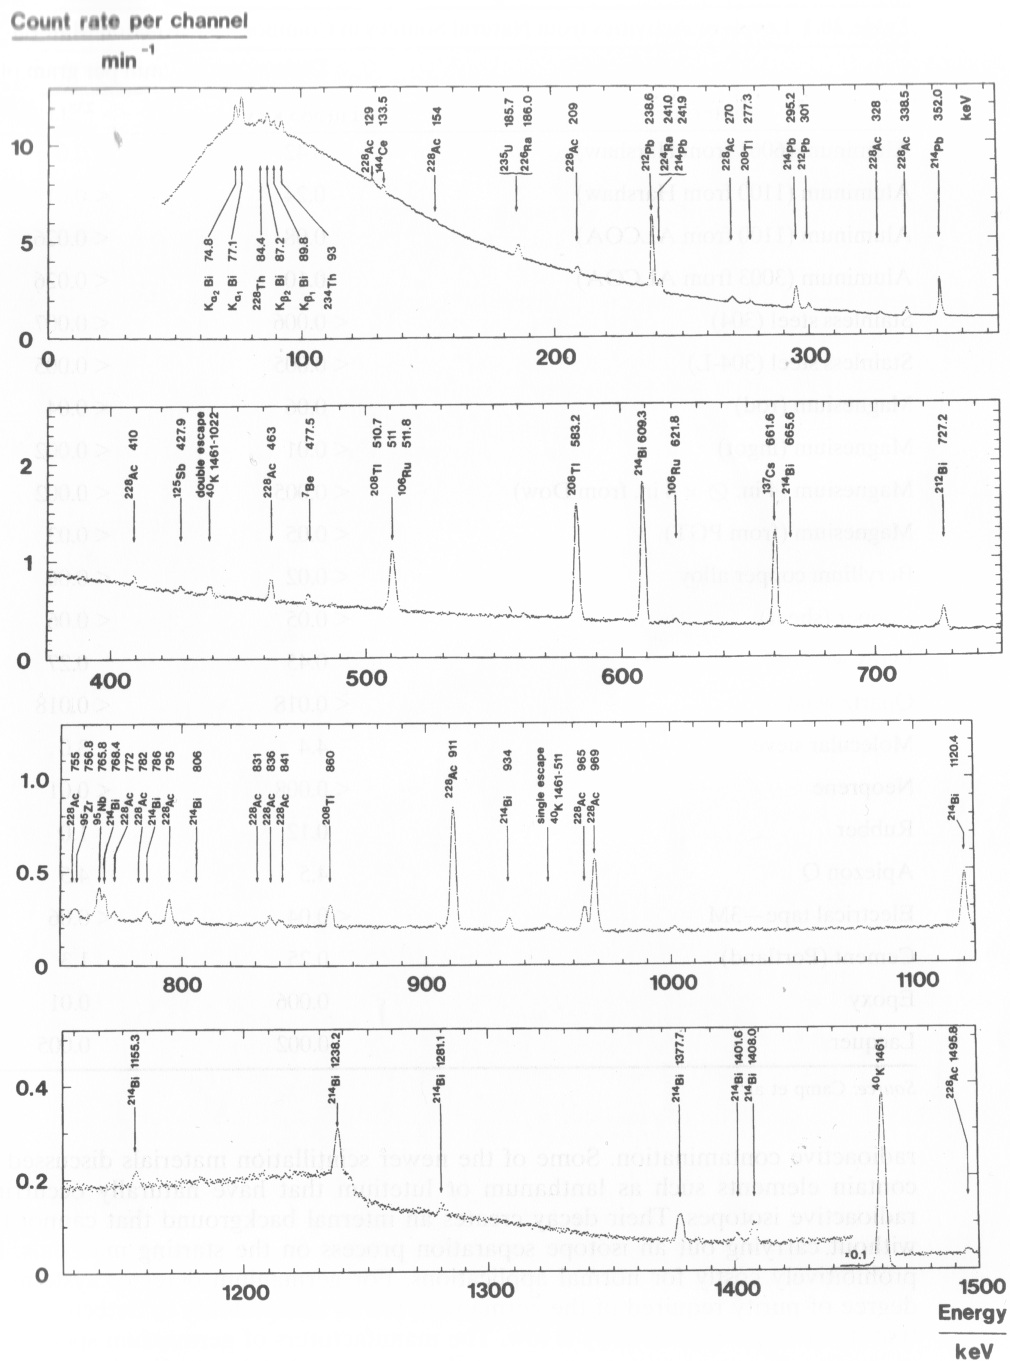 Count rate per channel
min⁻¹
10
5
0
0
100
200
300
228Ac 129
144Ce 133.5
228Ac 154
235U 185.7
226Ra 186.0
228Ac 209
212Pb 238.6
224Ra 241.0
214Pb 241.9
228Ac 270
208Tl 277.3
214Pb 295.2
212Pb 301
228Ac 328
228Ac 338.5
214Pb 352.0
keV
Kα2 Bi 74.8
Kα1 Bi 77.1
228Th 84.4
Kβ2 Bi 87.2
Kβ1 Bi 89.8
234Th 93
2
1
0
400
500
600
700
228Ac 410
125Sb 427.9
double escape
40K 1461-1022
228Ac 463
7Be 477.5
208Tl 510.7
511
106Ru 511.8
208Tl 583.2
214Bi 609.3
106Ru 621.8
137Cs 661.6
214Bi 665.6
212Bi 727.2
1.0
0.5
0
800
900
1000
1100
228Ac 755
95Zr 756.8
95Nb 765.8
214Bi 768.4
228Ac 772
228Ac 782
214Bi 786
228Ac 795
214Bi 806
228Ac 831
228Ac 836
228Ac 841
208Tl 860
228Ac 911
214Bi 934
single escape
40K 1461-511
228Ac 965
228Ac 969
214Bi 1120.4
0.4
0.2
0
1200
1300
1400
1500
214Bi 1155.3
214Bi 1238.2
214Bi 1281.1
214Bi 1377.7
214Bi 1401.6
214Bi 1408.0
40K 1461
228Ac 1495.8
Energy
keV